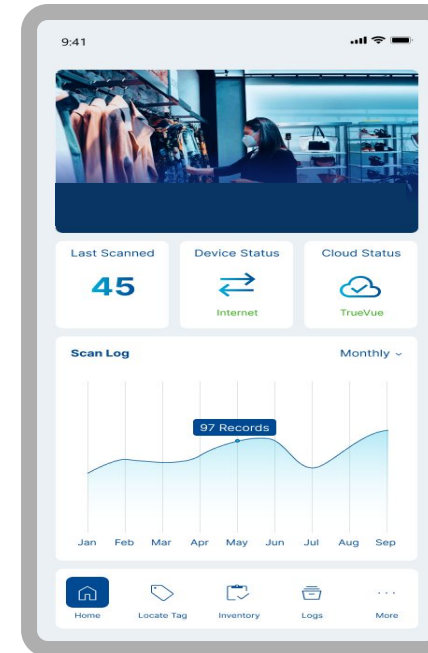 9:41
Last Scanned
45
Device Status
Internet
Cloud Status
TrueVue
Scan Log
Monthly
97 Records
Jan Feb Mar Apr May Jun Jul Aug Sep
Home Locate Tag Inventory Logs More